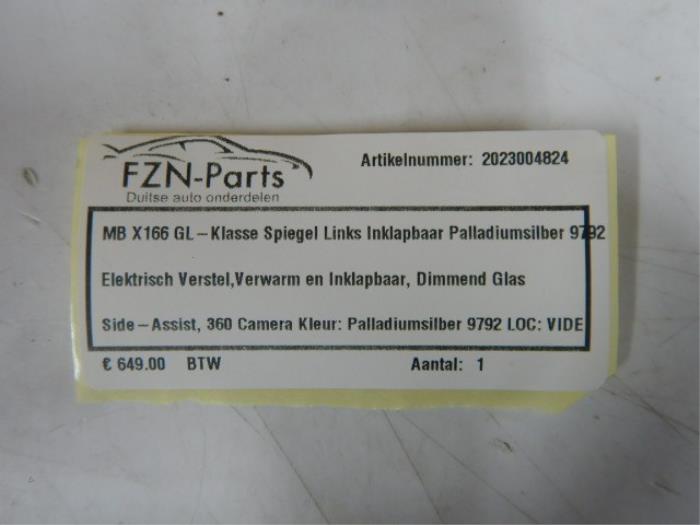 FZN-Parts
Duitse auto onderdelen
Artikelnummer: 2023004824
MB X166 GL-Klasse Spiegel Links Inklapbaar Palladiumsilber 9792
Elektrisch Verstel,Verwarm en Inklapbaar, Dimmend Glas
Side-Assist, 360 Camera Kleur: Palladiumsilber 9792 LOC: VIDE
€ 649.00 BTW Aantal: 1